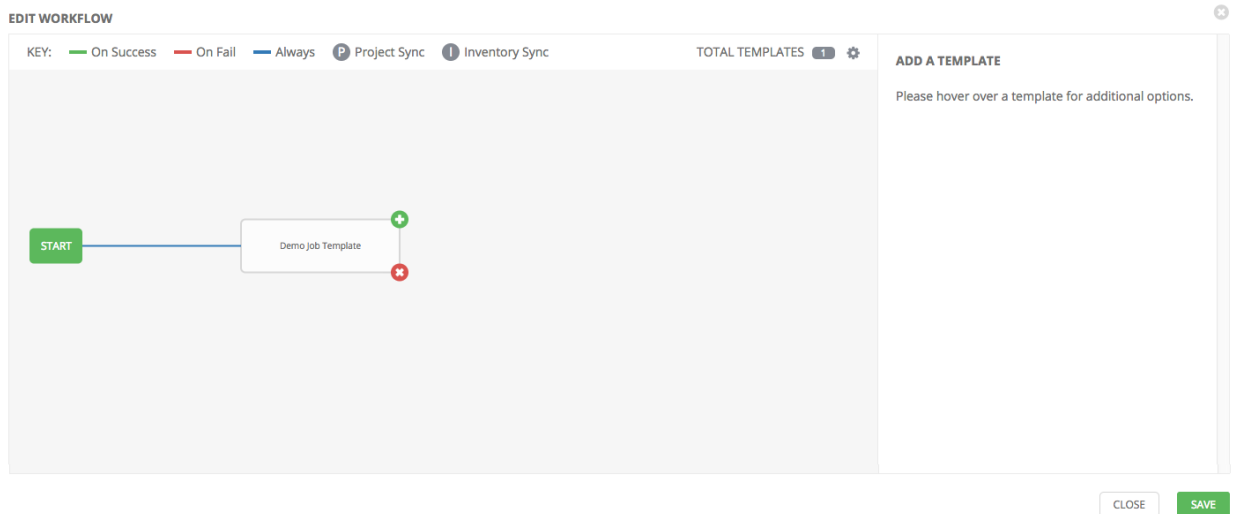 EDIT WORKFLOW
KEY: On Success On Fail Always P Project Sync I Inventory Sync TOTAL TEMPLATES 1
ADD A TEMPLATE
Please hover over a template for additional options.
START
Demo Job Template
CLOSE SAVE